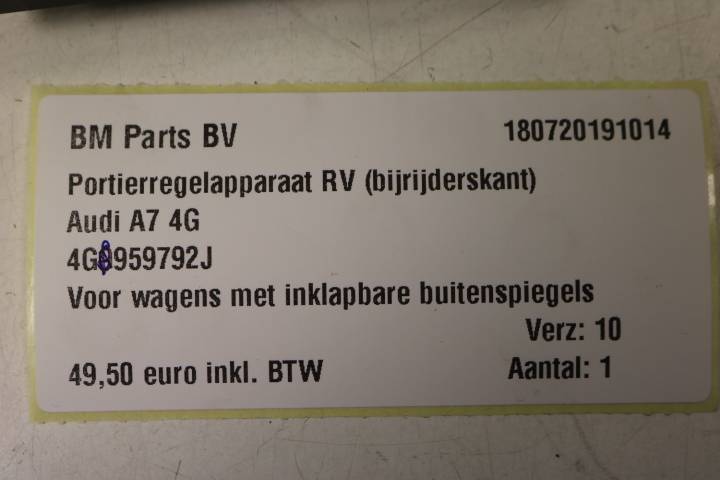 BM Parts BV 180720191014
Portierregelapparaat RV (bijrijderskant)
Audi A7 4G
4G8959792J
Voor wagens met inklapbare buitenspiegels
Verz: 10
49,50 euro inkl. BTW Aantal: 1